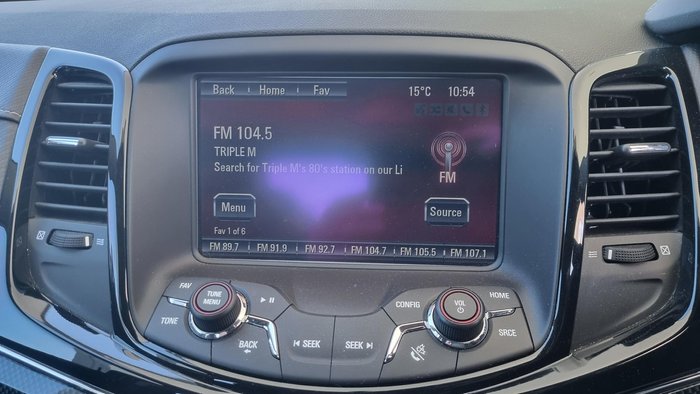 Back Home Fav 15°C 10:54
FM 104.5
TRIPLE M
Search for Triple M's 80's station on our Li
FM
Menu Source
Fav 1 of 6
FM 89.7 FM 91.9 FM 92.7 FM 104.7 FM 105.5 FM 107.1
FAV TUNE MENU CONFIG VOL HOME
TONE BACK SEEK SEEK SRCE